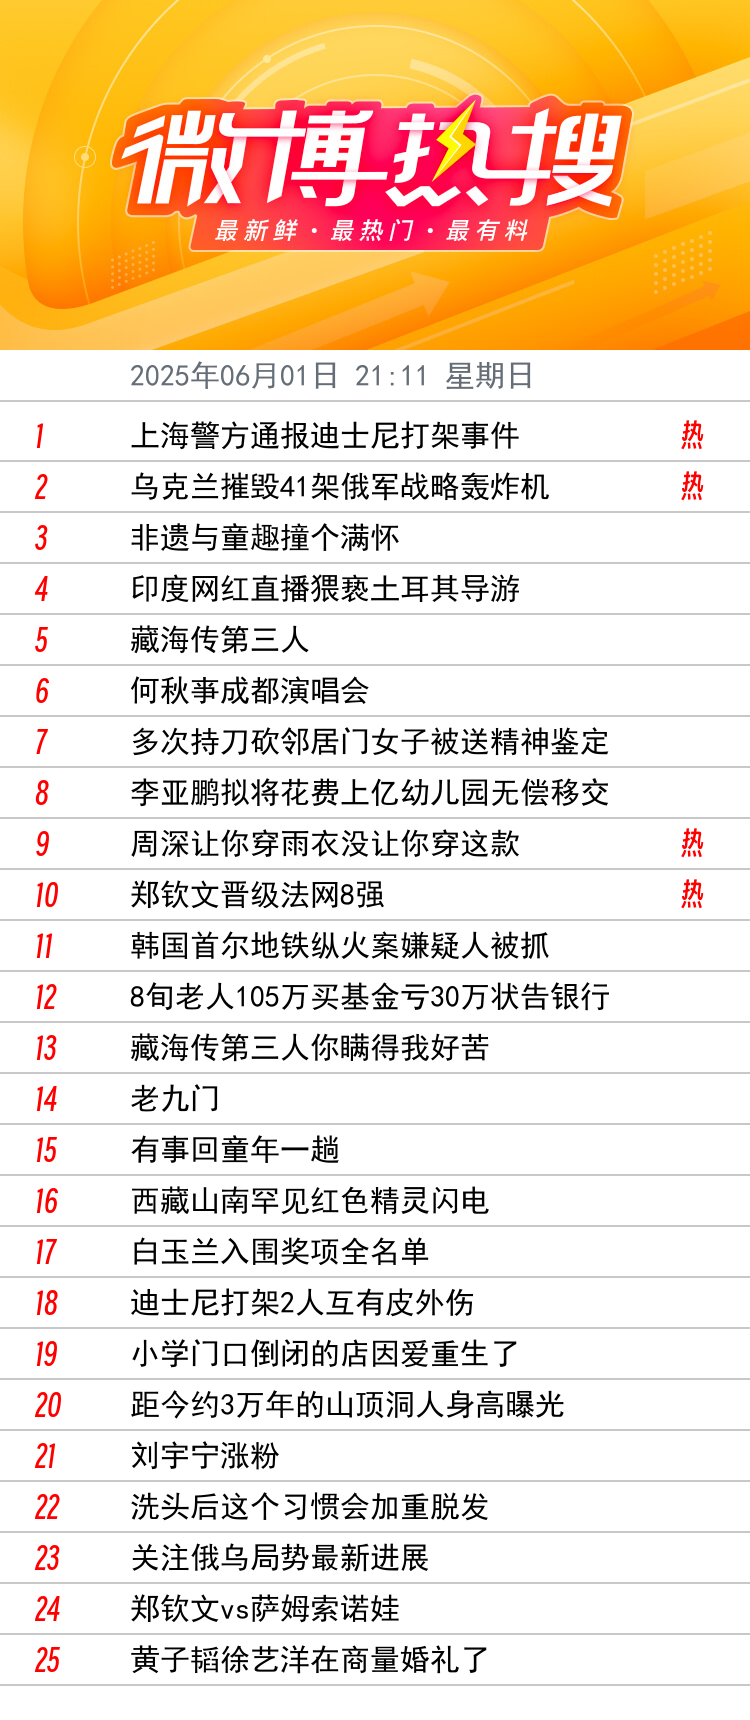 微博热搜
最新鲜·最热门·最有料
2025年06月01日 21:11 星期日
1 上海警方通报迪士尼打架事件 热
2 乌克兰摧毁41架俄军战略轰炸机 热
3 非遗与童趣撞个满怀
4 印度网红直播猥亵土耳其导游
5 藏海传第三人
6 何秋亊成都演唱会
7 多次持刀砍邻居门女子被送精神鉴定
8 李亚鹏拟将花费上亿幼儿园无偿移交
9 周深让你穿雨衣没让你穿这款 热
10 郑钦文晋级法网8强 热
11 韩国首尔地铁纵火案嫌疑人被抓
12 8旬老人105万买基金亏30万状告银行
13 藏海传第三人你瞒得我好苦
14 老九门
15 有事回童年一趟
16 西藏山南罕见红色精灵闪电
17 白玉兰入围奖项全名单
18 迪士尼打架2人互有皮外伤
19 小学门口倒闭的店因爱重生了
20 距今约3万年的山顶洞人身高曝光
21 刘宇宁涨粉
22 洗头后这个习惯会加重脱发
23 关注俄乌局势最新进展
24 郑钦文vs萨姆索诺娃
25 黄子韬徐艺洋在商量婚礼了